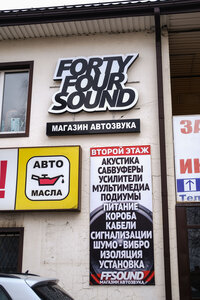 FORTY
FOUR
SOUND
МАГАЗИН АВТОЗВУКА
ВТОРОЙ ЭТАЖ
АКУСТИКА
САБВУФЕРЫ
УСИЛИТЕЛИ
МУЛЬТИМЕДИА
ПОДИУМЫ
ПИТАНИЕ
КОРОБА
КАБЕЛИ
СИГНАЛИЗАЦИИ
ШУМО - ВИБРО
ИЗОЛЯЦИЯ
УСТАНОВКА
FFSOUND
МАГАЗИН АВТОЗВУКА
!
АВТО
МАСЛА
ЗА